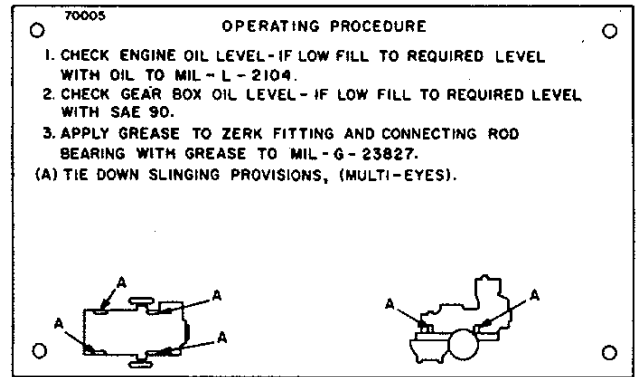 70005
OPERATING PROCEDURE
1. CHECK ENGINE OIL LEVEL-IF LOW FILL TO REQUIRED LEVEL
WITH OIL TO MIL - L - 2104.
2. CHECK GEAR BOX OIL LEVEL- IF LOW FILL TO REQUIRED LEVEL
WITH SAE 90.
3. APPLY GREASE TO ZERK FITTING AND CONNECTING ROD
BEARING WITH GREASE TO MIL - G - 23827.
(A) TIE DOWN SLINGING PROVISIONS, (MULTI-EYES).
A A A A
A A